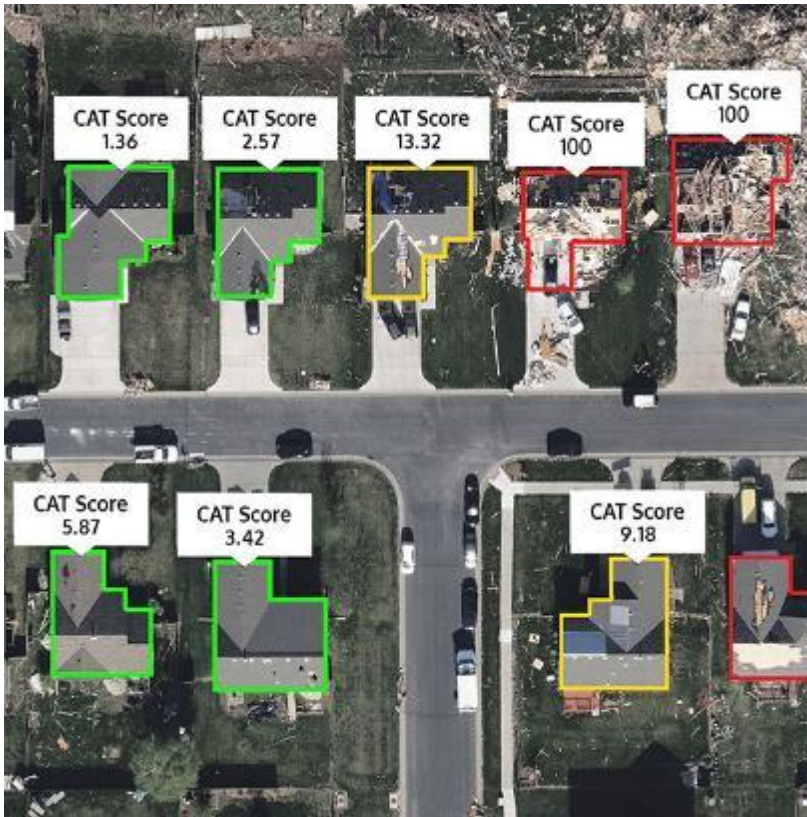 CAT Score
1.36
CAT Score
2.57
CAT Score
13.32
CAT Score
100
CAT Score
100
CAT Score
5.87
CAT Score
3.42
CAT Score
9.18